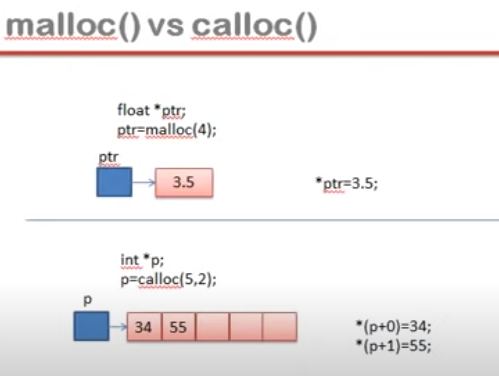 malloc() vs calloc()
float *ptr;
ptr=malloc(4);
ptr
3.5
*ptr=3.5;
int *p;
p=calloc(5,2);
p
34 55
*(p+0)=34;
*(p+1)=55;